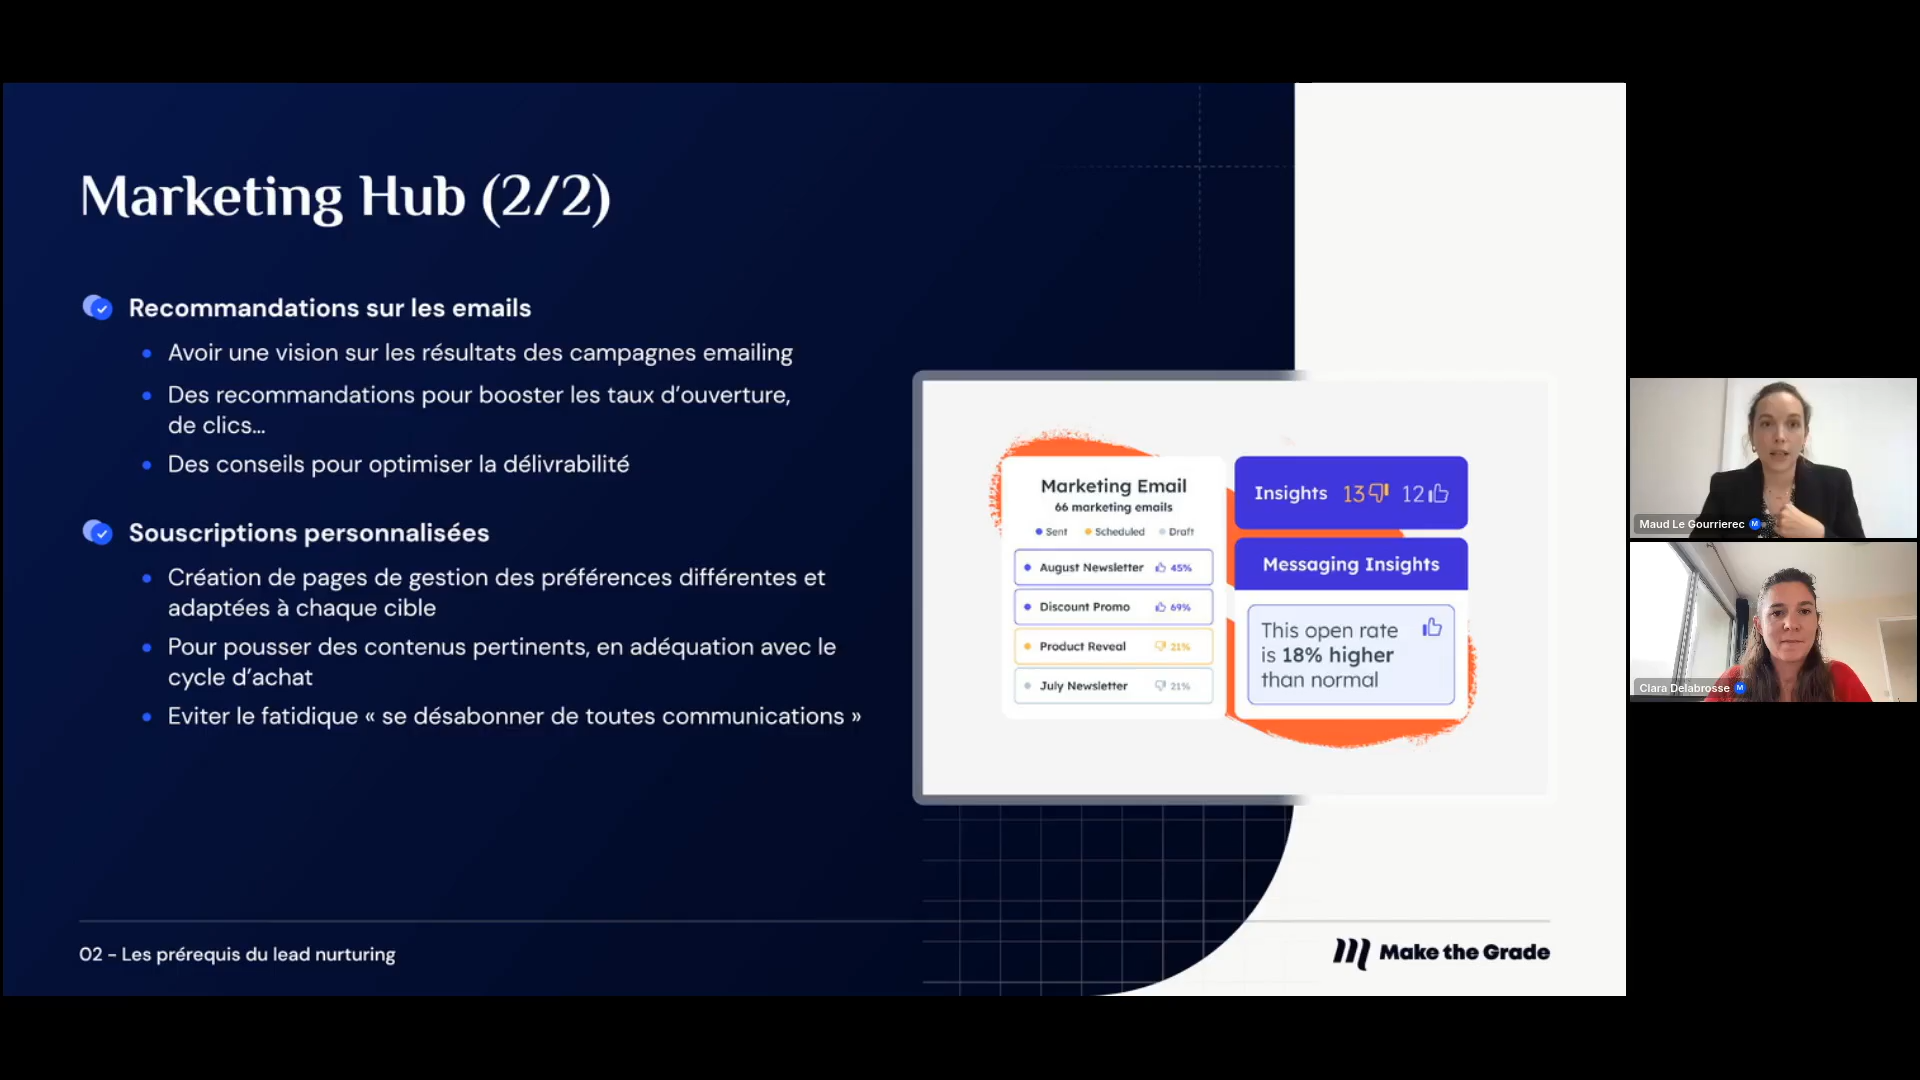 Marketing Hub (2/2)
Recommandations sur les emails
Avoir une vision sur les résultats des campagnes emailing
Des recommandations pour booster les taux d’ouverture,
de clics...
Des conseils pour optimiser la délivrabilité
Souscriptions personnalisées
Création de pages de gestion des préférences différentes et
adaptées à chaque cible
Pour pousser des contenus pertinents, en adéquation avec le
cycle d’achat
Eviter le fatidique « se désabonner de toutes communications »
Marketing Email
66 marketing emails
Sent Scheduled Draft
August Newsletter 45%
Discount Promo 69%
Product Reveal 21%
July Newsletter 21%
Insights 13 12
Messaging Insights
This open rate
is 18% higher
than normal
02 - Les prérequis du lead nurturing
Make the Grade
Maud Le Gourrierec M
Clara Delabrosse M